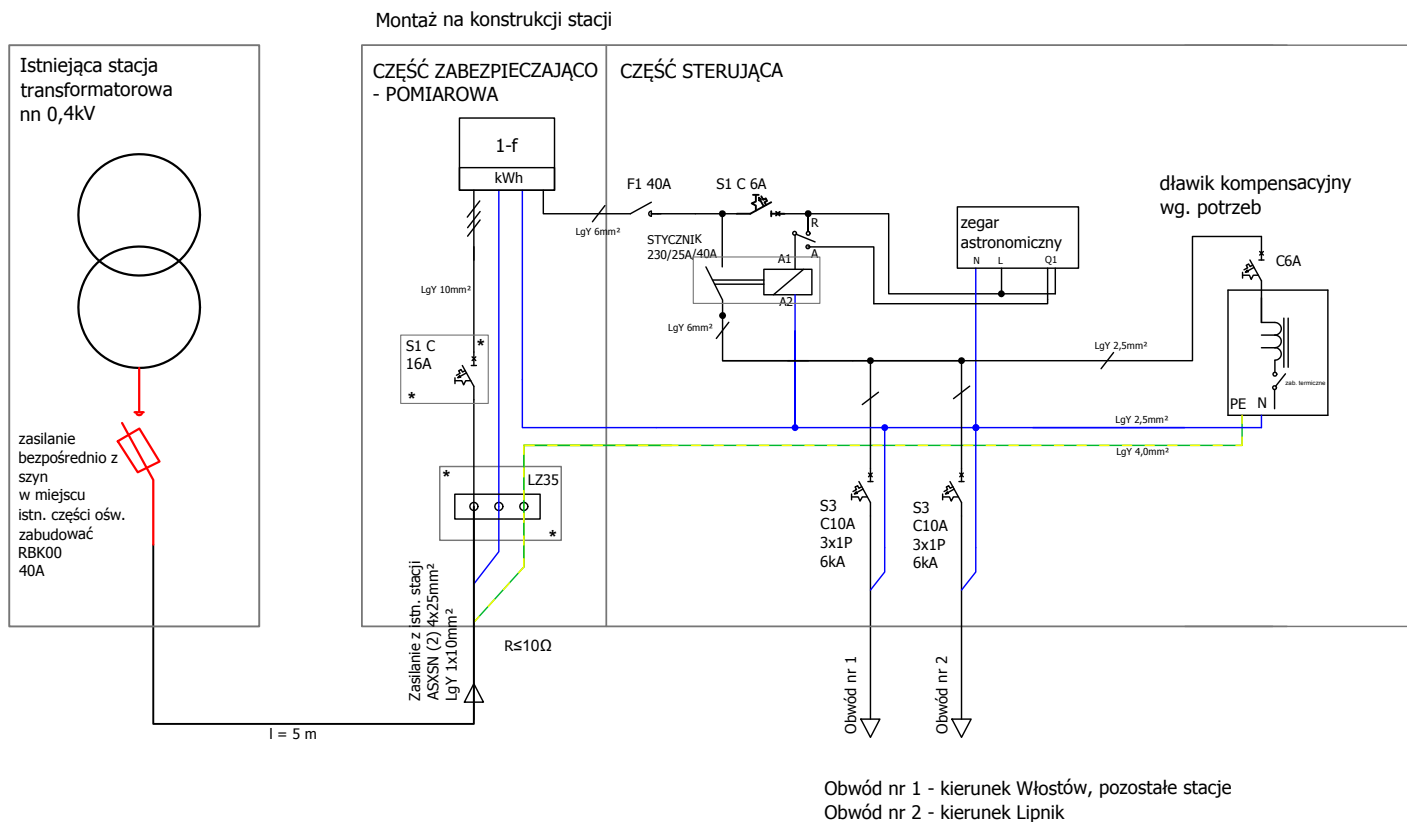 Montaż na konstrukcji stacji
Istniejąca stacja
transformatorowa
nn 0,4kV
zasilanie
bezpośrednio z
szyn
w miejscu
istn. części ośw.
zabudować
RBK00
40A
l = 5 m
CZĘŚĆ ZABEZPIECZAJĄCO
- POMIAROWA
1-f
kWh
LgY 10mm²
S1 C
16A
*
*
*
LZ35
*
Zasilanie z istn. stacji
ASXSN (2) 4x25mm²
LgY 1x10mm²
R≤10Ω
CZĘŚĆ STERUJĄCA
F1 40A
S1 C 6A
LgY 6mm²
STYCZNIK
230/25A/40A
R
A
A1
A2
LgY 6mm²
zegar
astronomiczny
N L Q1
dławik kompensacyjny
wg. potrzeb
C6A
LgY 2,5mm²
zab. termiczne
PE N
LgY 2,5mm²
LgY 4,0mm²
S3
C10A
3x1P
6kA
S3
C10A
3x1P
6kA
Obwód nr 1
Obwód nr 2
Obwód nr 1 - kierunek Włostów, pozostałe stacje
Obwód nr 2 - kierunek Lipnik